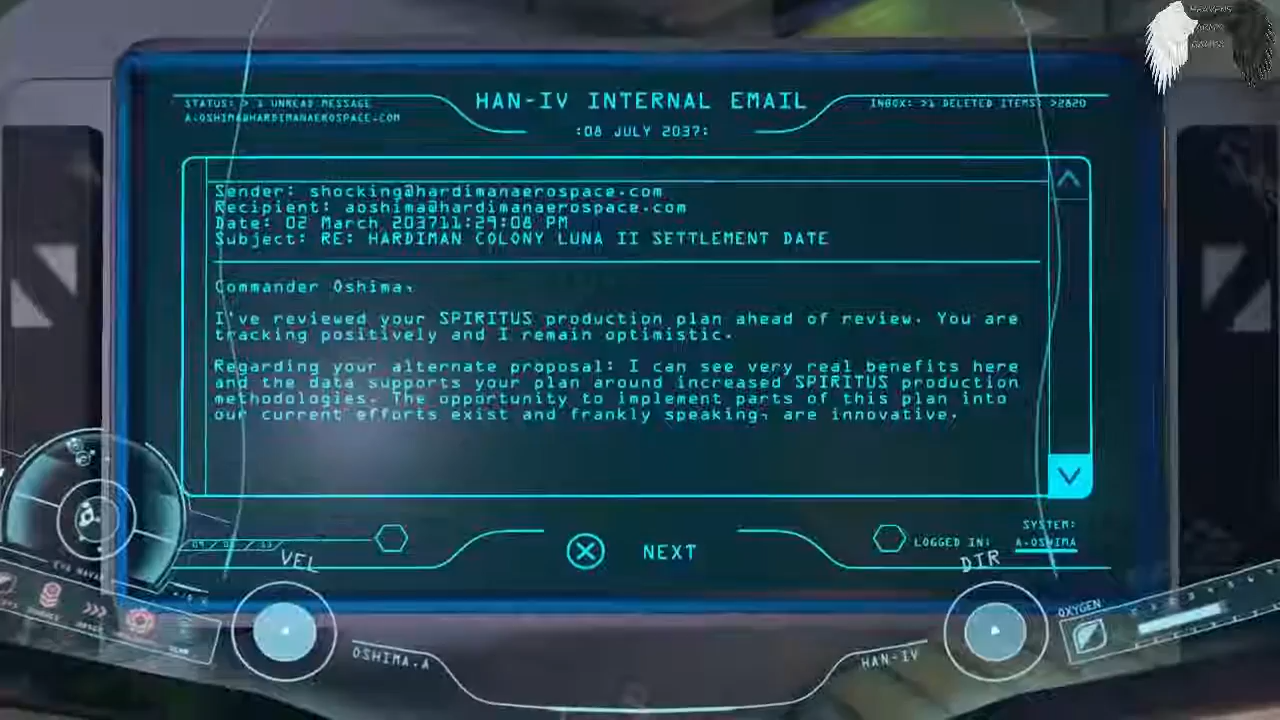 HEAVENS
ARMY
GAMING
STATUS: > 1 UNREAD MESSAGE
A.OSHIMA@HARDIMANAEROSPACE.COM
HAN-IV INTERNAL EMAIL
:08 JULY 2037:
INBOX: >1 DELETED ITEMS: >2820
Sender: shocking@hardimanaerospace.com
Recipient: aoshima@hardimanaerospace.com
Date: 02 March 203711:29:08 PM
Subject: RE: HARDIMAN COLONY LUNA II SETTLEMENT DATE
Commander Oshima,
I've reviewed your SPIRITUS production plan ahead of review. You are
tracking positively and I remain optimistic.
Regarding your alternate proposal: I can see very real benefits here
and the data supports your plan around increased SPIRITUS production
methodologies. The opportunity to implement parts of this plan into
our current efforts exist and frankly speaking, are innovative.
NEXT
LOGGED IN:
SYSTEM:
A.OSHIMA
VEL
DIR
OSHIMA.A
HAN-IV
OXYGEN